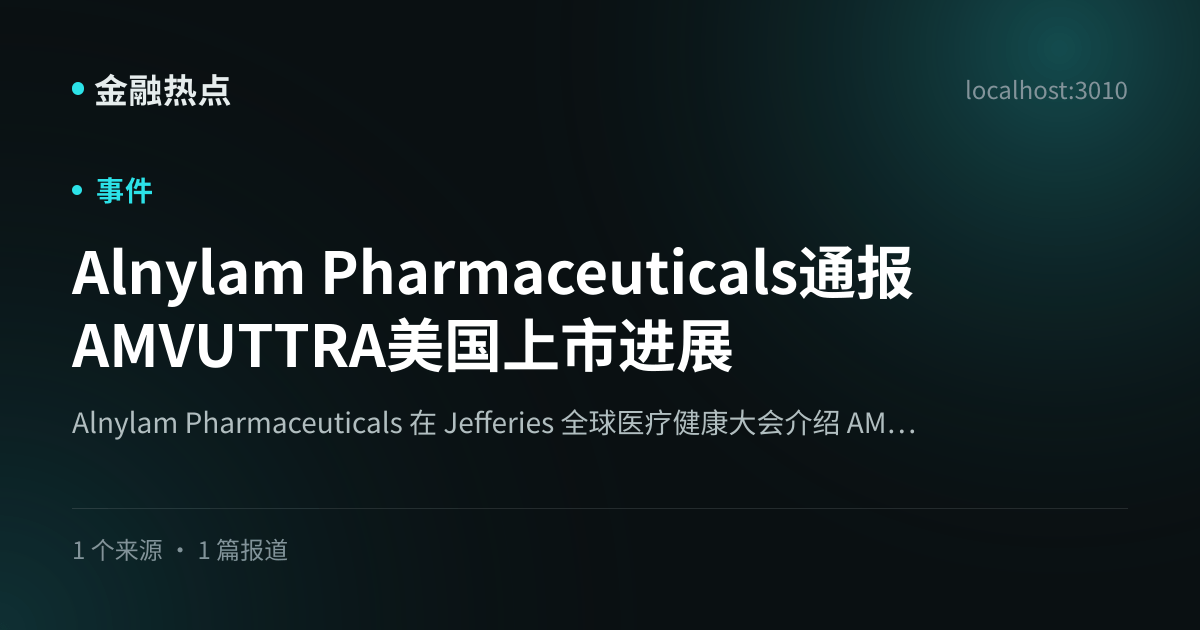 金融热点
localhost:3010
事件
Alnylam Pharmaceuticals通报
AMVUTTRA美国上市进展
Alnylam Pharmaceuticals 在 Jefferies 全球医疗健康大会介绍 AM…
1 个来源 · 1 篇报道